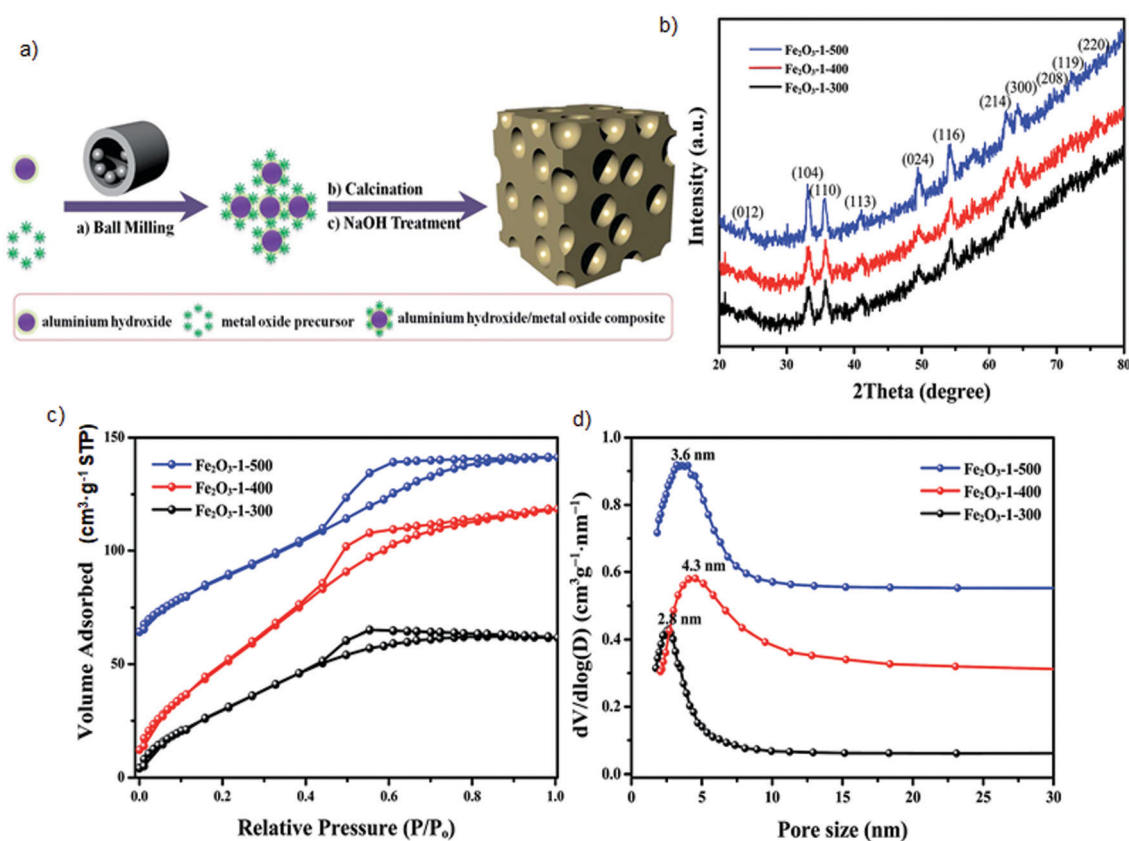 a)
a) Ball Milling
b) Calcination
c) NaOH Treatment
aluminium hydroxide
metal oxide precursor
aluminium hydroxide/metal oxide composite
b)
Fe₂O₃-1-500
Fe₂O₃-1-400
Fe₂O₃-1-300
(012)
(104)
(110)
(113)
(024)
(116)
(214)
(300)
(208)
(119)
(220)
Intensity (a.u.)
20 30 40 50 60 70 80
2Theta (degree)
c)
Fe₂O₃-1-500
Fe₂O₃-1-400
Fe₂O₃-1-300
Volume Adsorbed (cm³·g⁻¹ STP)
150
100
50
0
0.0 0.2 0.4 0.6 0.8 1.0
Relative Pressure (P/Pₒ)
d)
3.6 nm
4.3 nm
2.8 nm
Fe₂O₃-1-500
Fe₂O₃-1-400
Fe₂O₃-1-300
dV/dlog(D) (cm³g⁻¹·nm⁻¹)
1.0
0.8
0.6
0.4
0.2
0.0
0 5 10 15 20 25 30
Pore size (nm)